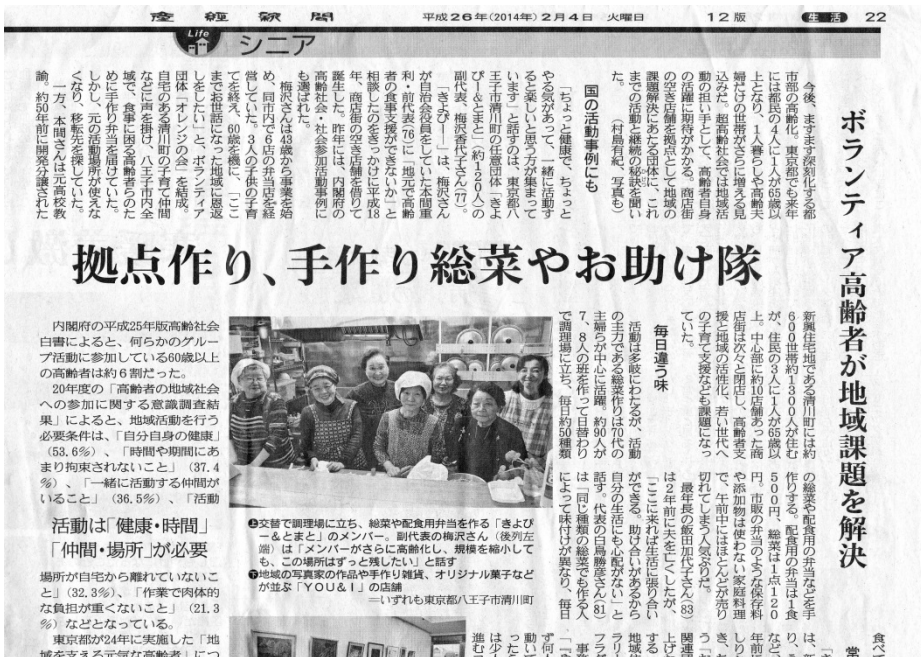 産經新聞
平成26年(2014年)2月4日 火曜日
12版
生活
22
Life
シニア
ボランティア高齢者が地域課題を解決
拠点作り、手作り総菜やお助け隊
今後、ますます深刻化する都
市部の高齢化。東京都でも来年
には都民の4人に1人が65歳以
上となり、1人暮らしや高齢夫
婦だけの世帯がさらに増える見
込みだ。超高齢社会では地域活
動の担い手として、高齢者自身
の活躍に期待がかかる。商店街
の空き店舗を拠点として地域の
課題解決にあたる団体に、これ
までの活動と継続の秘訣を聞い
た。 (村島有紀、写真も)
国の活動事例にも
「ちょっと健康で、ちょっと
やる気があって、一緒に活動す
ると楽しいと思う方が集まって
います」と話すのは、東京都八
王子市清川町の任意団体「きよ
ぴー&とまと」(約120人)の
副代表、梅沢香代子さん(77)。
「きよぴー」は、梅沢さん
が自治会役員をしていた本間重
利・前代表(76)に「地元で高齢
者の食事支援ができないか」と
相談したのをきっかけに平成18
年、商店街の空き店舗を借りて
誕生した。昨年には、内閣府の
高齢社会・社会参加活動事例に
も選ばれた。
梅沢さんは43歳から事業を始
め、同市内で6店の弁当店を経
営していた。3人の子供の子育
てを終え、60歳を機に、「ここ
までお世話になった地域に恩返
しをしたい」と、ボランティア
団体「オレンジの会」を結成。
自宅のある清川町の子育て仲間
などに声を掛け、八王子市内全
域で、食事に困る高齢者らのた
めに手作り弁当を届けていた。
しかし、元の活動場所が使えな
くなり、移転先を探していた。
一方、本間さんは元高校教
諭。約50年前に開発分譲された
新興住宅地である清川町には約
600世帯約1300人が住む
が、住民の3人に1人が65歳以
上。中心部に約10店舗あった商
店街は次々と閉店し、高齢者支
援と地域の活性化、若い世代へ
の子育て支援なども課題になっ
ていた。
毎日違う味
活動は多岐にわたるが、活動
の主力である総菜作りは70代の
主婦らが中心に活躍。約90人が
7、8人の班を作って日替わり
で調理場に立ち、毎日約50種類
の総菜や配食用の弁当などを手
作りする。配食用の弁当は1食
500円、総菜は1点120
円。市販の弁当のような保存料
や添加物は使わない家庭料理
で、午前中にはほとんどが売り
切れてしまう人気ぶりだ。
最年長の飯田加代子さん(83)
は2年前に夫を亡くしたが、
「ここに来れば生活に張り合い
ができる。助け合いがあるから
自分の生活にも心配がない」と
話す。代表の白鳥勝彦さん(81)
は「同じ種類の総菜でも作る人
によって味付けが異なり、毎日
内閣府の平成25年版高齢社会
白書によると、何らかのグルー
プ活動に参加している60歳以上
の高齢者は約6割だった。
20年度の「高齢者の地域社会
への参加に関する意識調査結
果」によると、地域活動を行う
必要条件は、「自分自身の健康」
(53.6%)、「時間や期間にあ
まり拘束されないこと」(37.4
%)、「一緒に活動する仲間が
いること」(36.5%)、「活動
活動は「健康・時間」
「仲間・場所」が必要
場所が自宅から離れていないこ
と」(32.3%)、「作業で肉体的
な負担が重くないこと」(21.3
%)などとなっている。
東京都が24年に実施した「地
域を支える元気な高齢者」につ
上交替で調理場に立ち、総菜や配食用弁当を作る「きよぴ
ー&とまと」のメンバー。副代表の梅沢さん(後列左
端)は「メンバーがさらに高齢化し、規模を縮小して
も、この場所はずっと残したい」と話す
下地域の写真家の作品や手作り雑貨、オリジナル菓子など
が並ぶ「YOU&I」の店舗
=いずれも東京都八王子市清川町